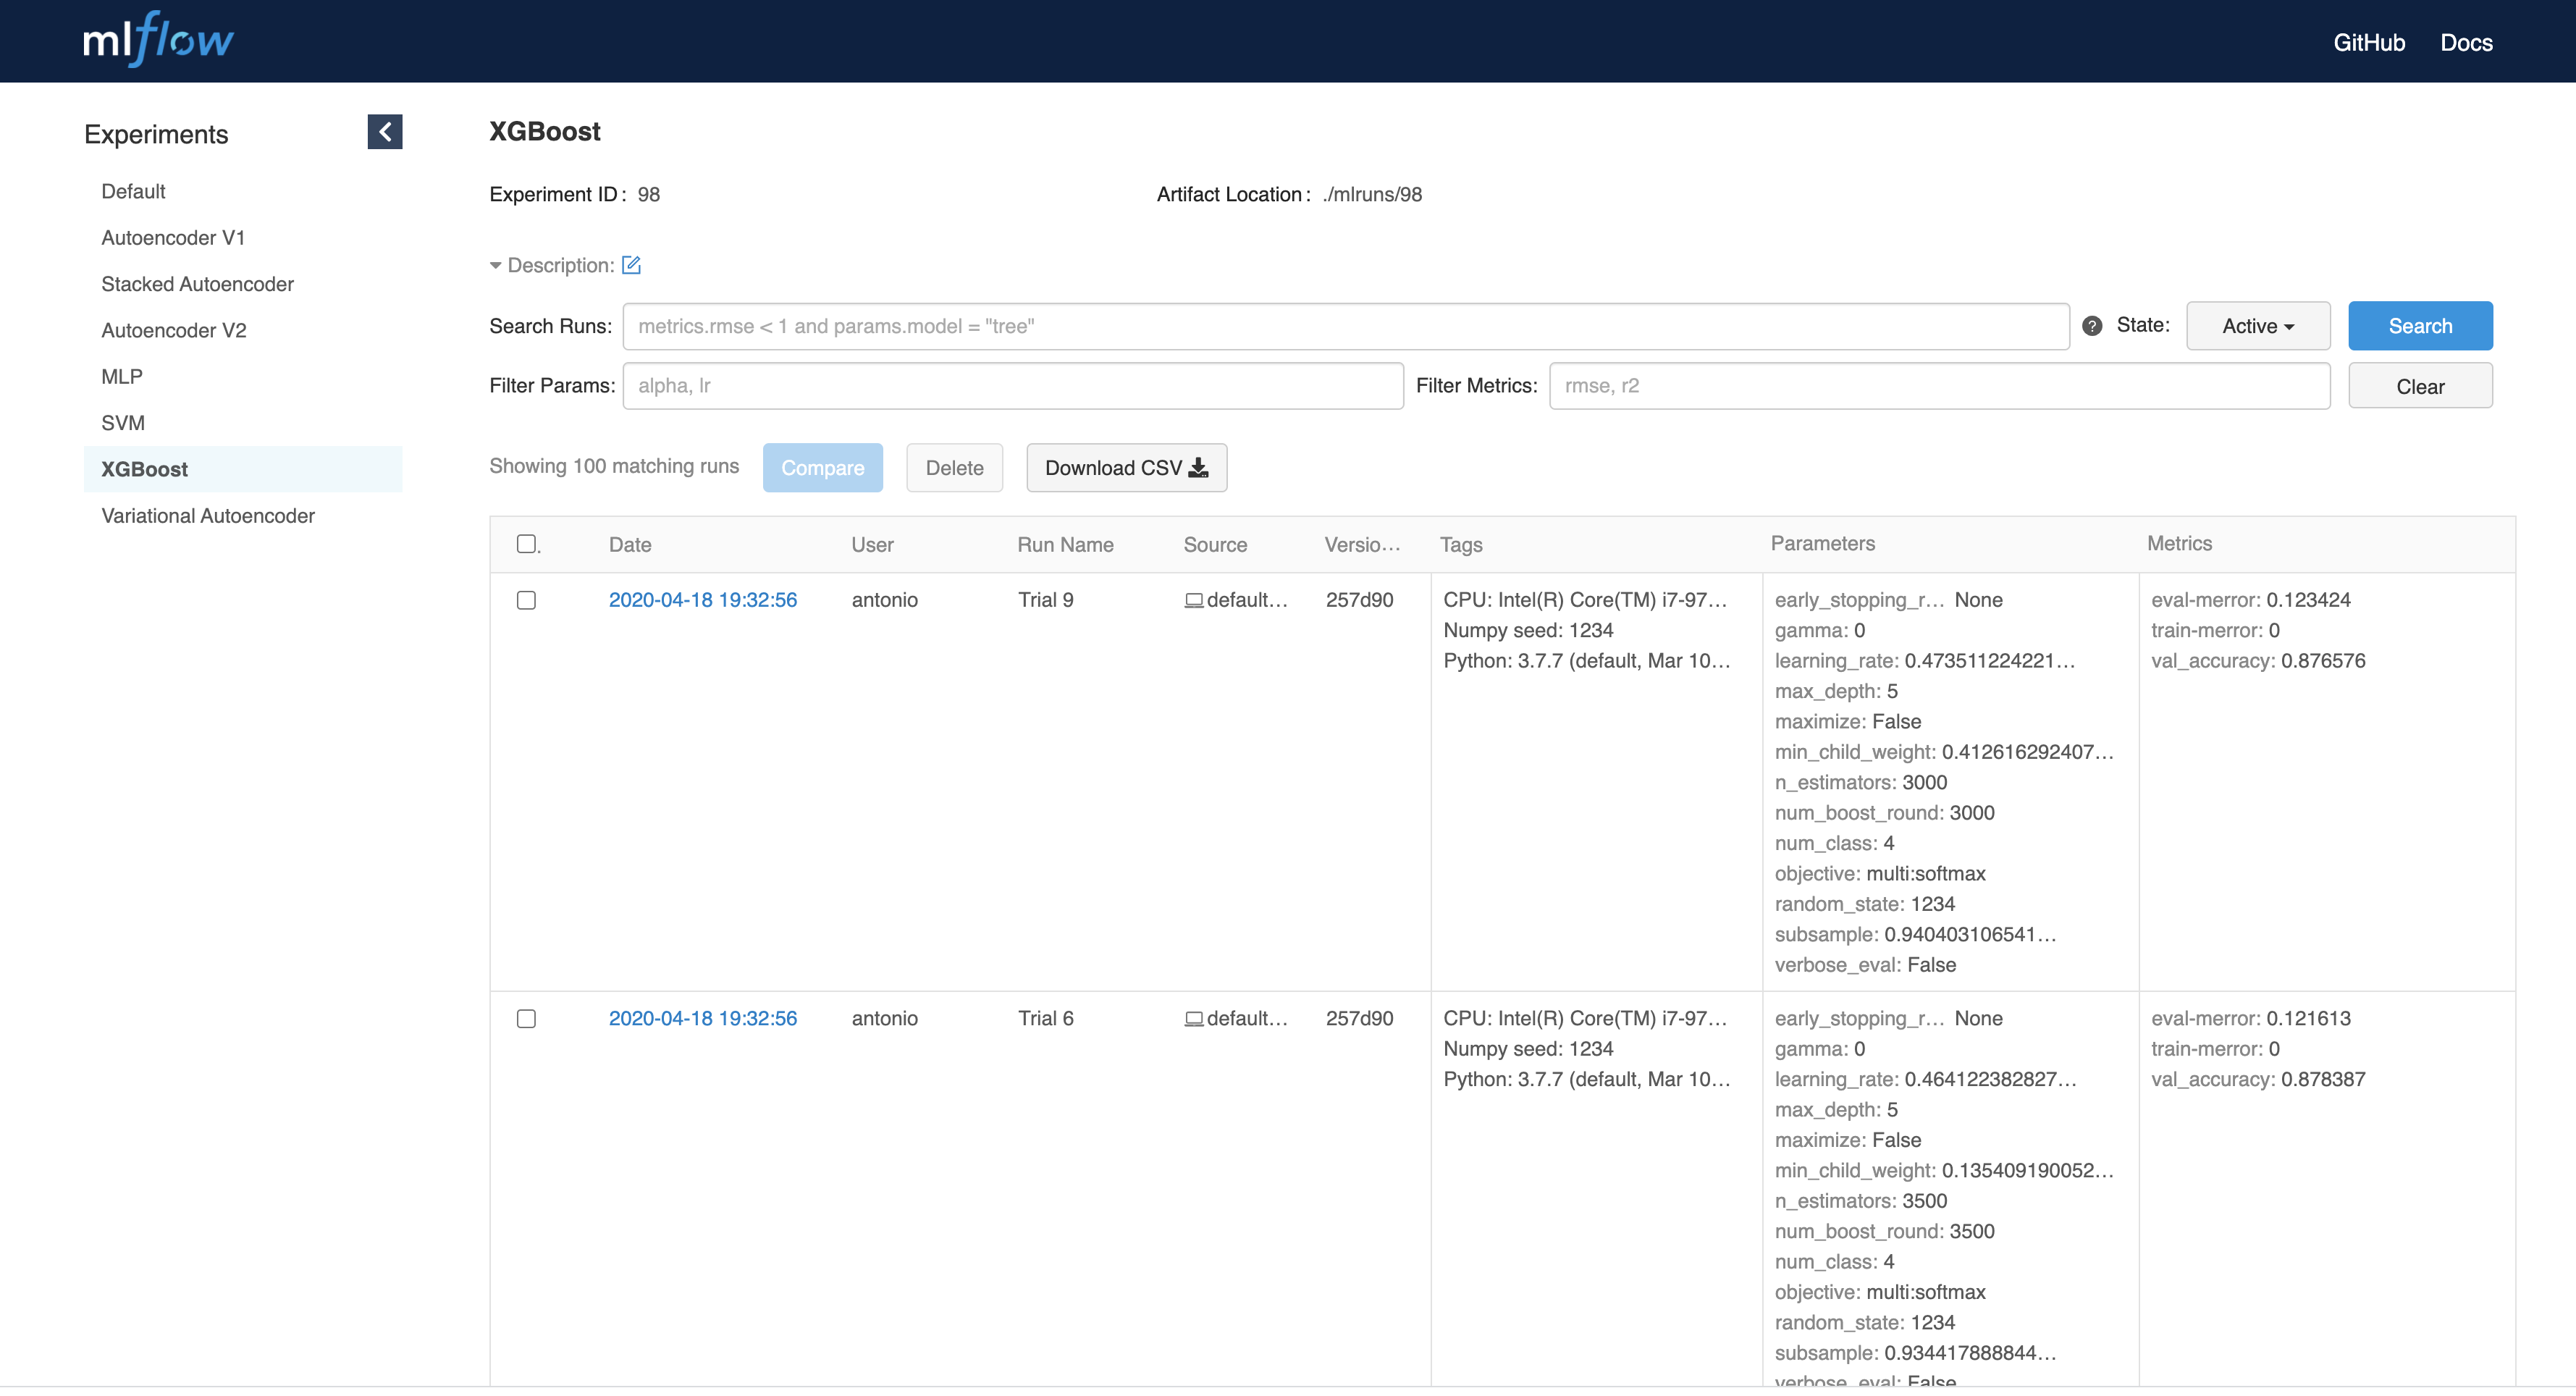 mlflow GitHub Docs
Experiments
Default
Autoencoder V1
Stacked Autoencoder
Autoencoder V2
MLP
SVM
XGBoost
Variational Autoencoder
XGBoost
Experiment ID: 98 Artifact Location: ./mlruns/98
Description:
Search Runs: metrics.rmse < 1 and params.model = "tree" ? State: Active Search
Filter Params: alpha, lr Filter Metrics: rmse, r2 Clear
Showing 100 matching runs Compare Delete Download CSV
Date User Run Name Source Versio… Tags Parameters Metrics
2020-04-18 19:32:56 antonio Trial 9 default… 257d90
CPU: Intel(R) Core(TM) i7-97…
Numpy seed: 1234
Python: 3.7.7 (default, Mar 10…
early_stopping_r… None
gamma: 0
learning_rate: 0.473511224221…
max_depth: 5
maximize: False
min_child_weight: 0.412616292407…
n_estimators: 3000
num_boost_round: 3000
num_class: 4
objective: multi:softmax
random_state: 1234
subsample: 0.940403106541…
verbose_eval: False
eval-merror: 0.123424
train-merror: 0
val_accuracy: 0.876576
2020-04-18 19:32:56 antonio Trial 6 default… 257d90
CPU: Intel(R) Core(TM) i7-97…
Numpy seed: 1234
Python: 3.7.7 (default, Mar 10…
early_stopping_r… None
gamma: 0
learning_rate: 0.464122382827…
max_depth: 5
maximize: False
min_child_weight: 0.135409190052…
n_estimators: 3500
num_boost_round: 3500
num_class: 4
objective: multi:softmax
random_state: 1234
subsample: 0.934417888844…
verbose_eval: False
eval-merror: 0.121613
train-merror: 0
val_accuracy: 0.878387